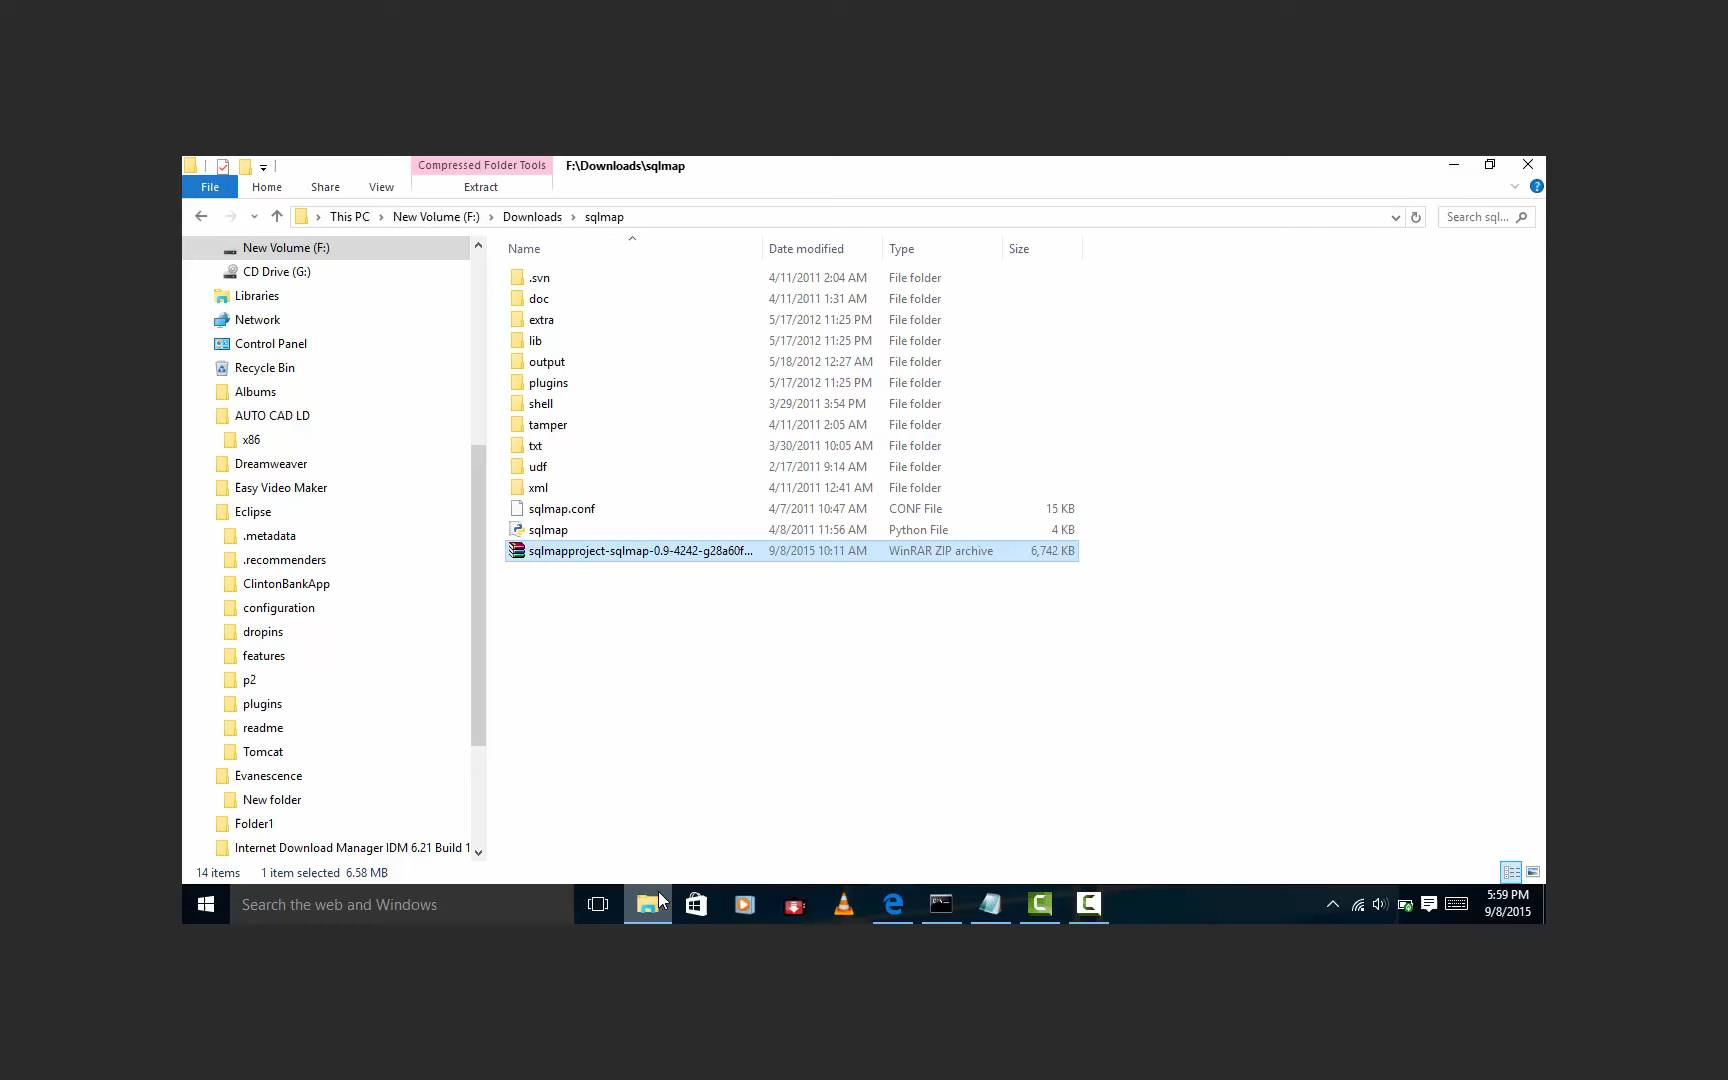 Compressed Folder Tools
F:\Downloads\sqlmap
File
Home
Share
View
Extract
This PC
New Volume (F:)
Downloads
sqlmap
Search sql...
New Volume (F:)
CD Drive (G:)
Libraries
Network
Control Panel
Recycle Bin
Albums
AUTO CAD LD
x86
Dreamweaver
Easy Video Maker
Eclipse
.metadata
.recommenders
ClintonBankApp
configuration
dropins
features
p2
plugins
readme
Tomcat
Evanescence
New folder
Folder1
Internet Download Manager IDM 6.21 Build 1
Name Date modified Type Size
.svn 4/11/2011 2:04 AM File folder
doc 4/11/2011 1:31 AM File folder
extra 5/17/2012 11:25 PM File folder
lib 5/17/2012 11:25 PM File folder
output 5/18/2012 12:27 AM File folder
plugins 5/17/2012 11:25 PM File folder
shell 3/29/2011 3:54 PM File folder
tamper 4/11/2011 2:05 AM File folder
txt 3/30/2011 10:05 AM File folder
udf 2/17/2011 9:14 AM File folder
xml 4/11/2011 12:41 AM File folder
sqlmap.conf 4/7/2011 10:47 AM CONF File 15 KB
sqlmap 4/8/2011 11:56 AM Python File 4 KB
sqlmapproject-sqlmap-0.9-4242-g28a60f... 9/8/2015 10:11 AM WinRAR ZIP archive 6,742 KB
14 items 1 item selected 6.58 MB
Search the web and Windows
5:59 PM
9/8/2015